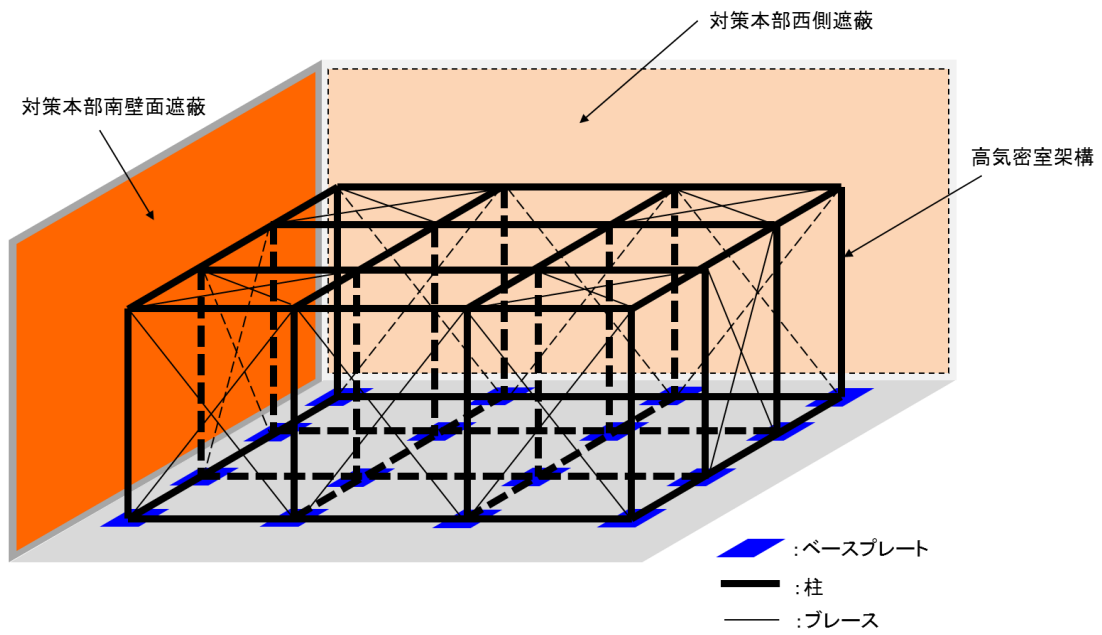 対策本部西側遮蔽
対策本部南壁面遮蔽
高気密室架構
：ベースプレート
：柱
：ブレース